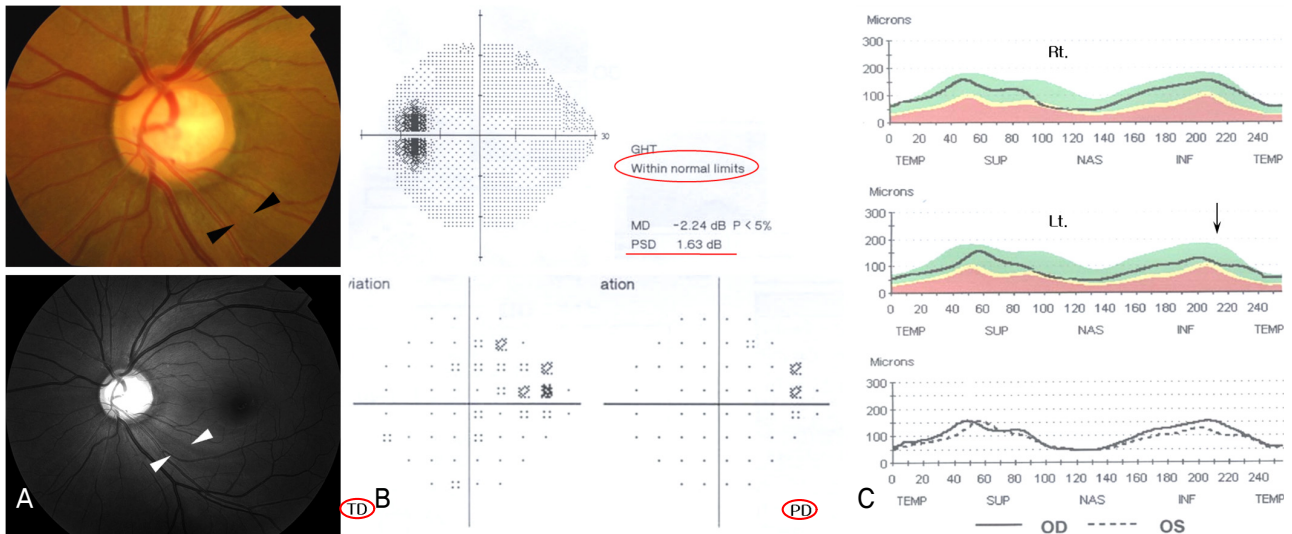 A
30
GHT
Within normal limits
MD -2.24 dB P < 5%
PSD 1.63 dB
viation
ation
TD
B
PD
Microns
300
200
100
0
Rt.
0 20 40 60 80 100 120 140 160 180 200 220 240
TEMP SUP NAS INF TEMP
Microns
300
200
100
0
Lt.
0 20 40 60 80 100 120 140 160 180 200 220 240
TEMP SUP NAS INF TEMP
Microns
300
200
100
0
0 20 40 60 80 100 120 140 160 180 200 220 240
TEMP SUP NAS INF TEMP
C
OD OS